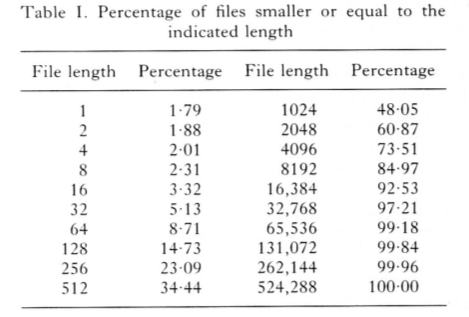 Table I. Percentage of files smaller or equal to the
indicated length
File length Percentage File length Percentage
1 1·79 1024 48·05
2 1·88 2048 60·87
4 2·01 4096 73·51
8 2·31 8192 84·97
16 3·32 16,384 92·53
32 5·13 32,768 97·21
64 8·71 65,536 99·18
128 14·73 131,072 99·84
256 23·09 262,144 99·96
512 34·44 524,288 100·00